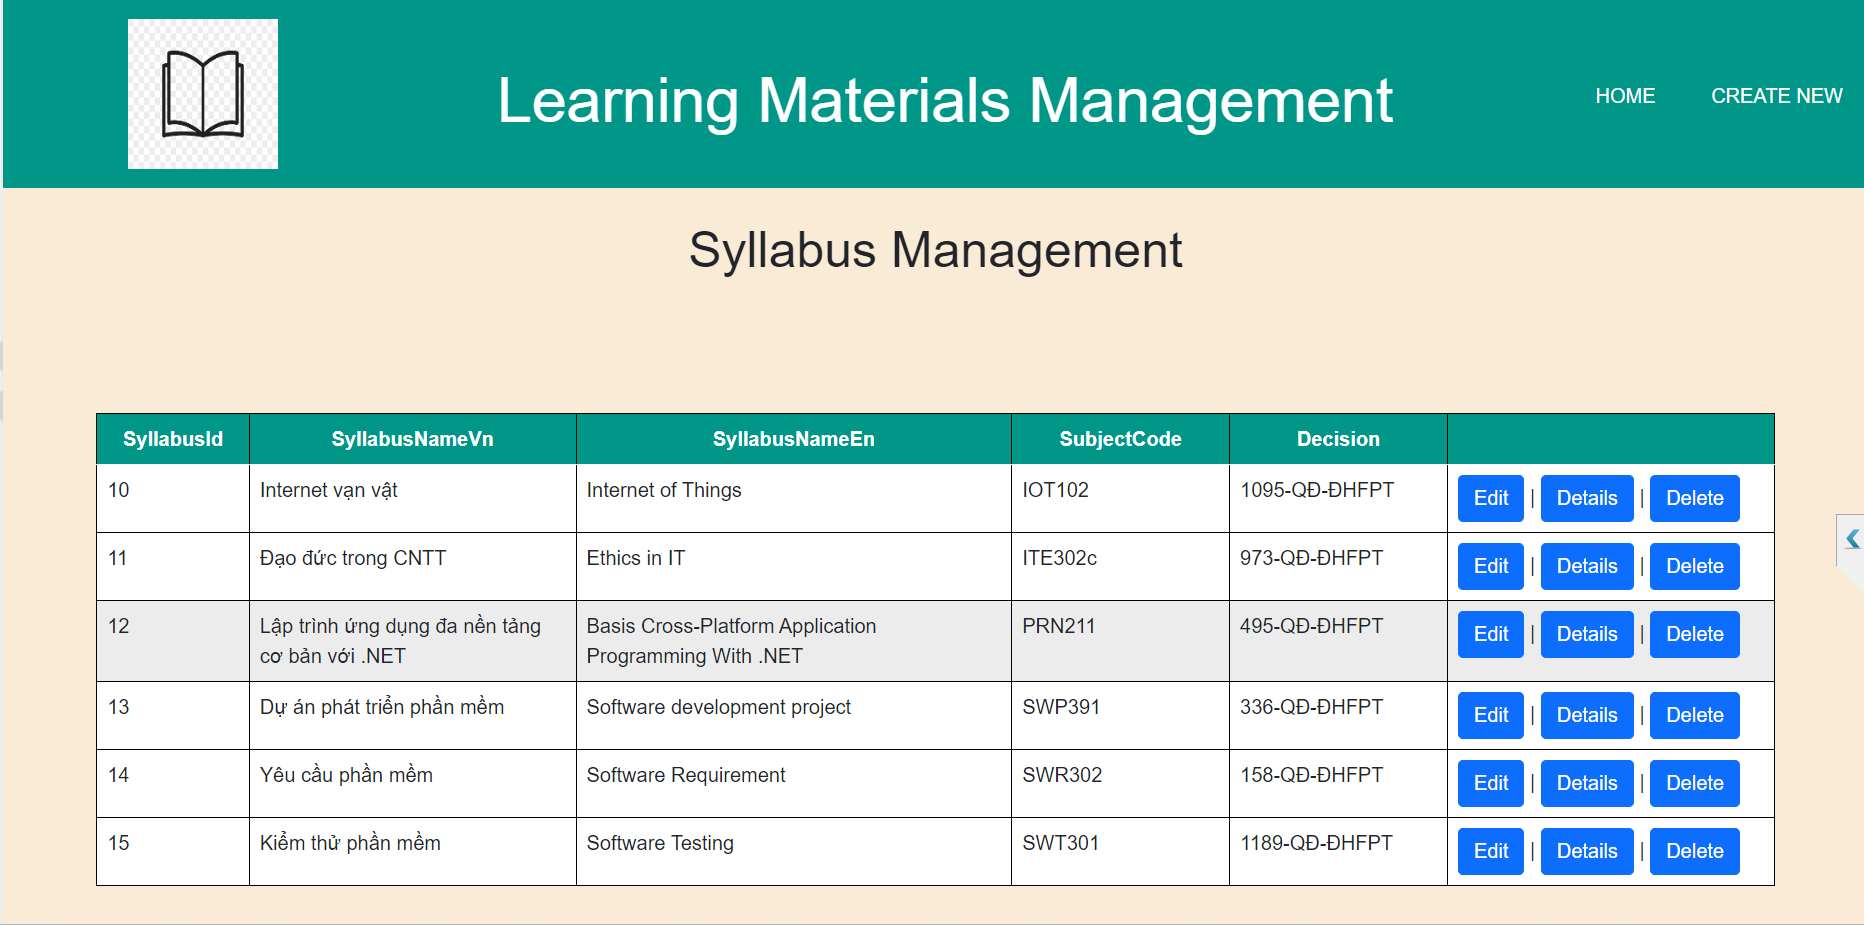 Learning Materials Management
HOME CREATE NEW
Syllabus Management
SyllabusId SyllabusNameVn SyllabusNameEn SubjectCode Decision
10 Internet vạn vật Internet of Things IOT102 1095-QĐ-ĐHFPT Edit | Details | Delete
11 Đạo đức trong CNTT Ethics in IT ITE302c 973-QĐ-ĐHFPT Edit | Details | Delete
12 Lập trình ứng dụng đa nền tảng Basis Cross-Platform Application PRN211 495-QĐ-ĐHFPT Edit | Details | Delete
cơ bản với .NET Programming With .NET
13 Dự án phát triển phần mềm Software development project SWP391 336-QĐ-ĐHFPT Edit | Details | Delete
14 Yêu cầu phần mềm Software Requirement SWR302 158-QĐ-ĐHFPT Edit | Details | Delete
15 Kiểm thử phần mềm Software Testing SWT301 1189-QĐ-ĐHFPT Edit | Details | Delete